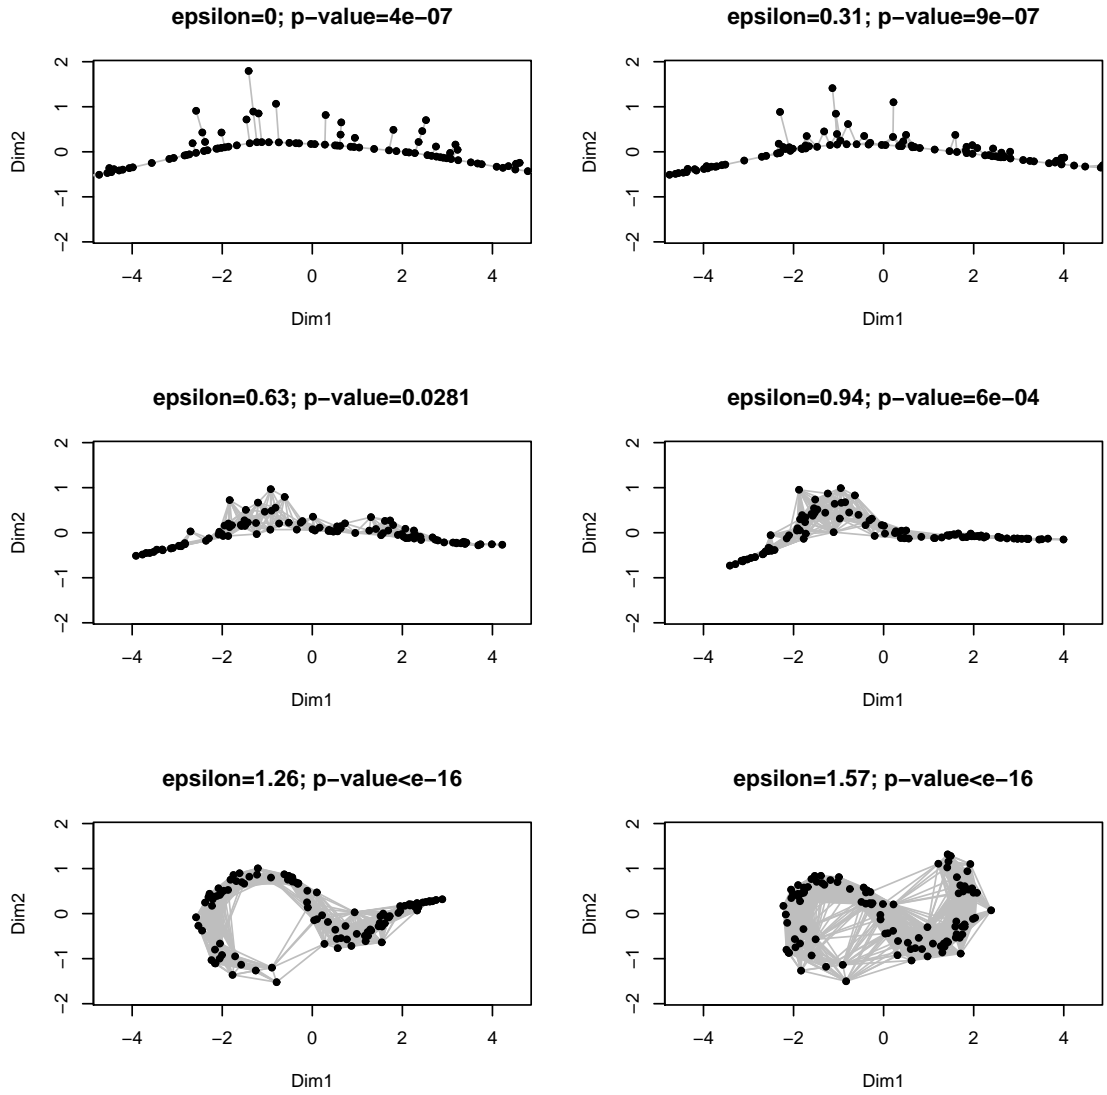 epsilon=0; p−value=4e−07
Dim2
2
1
0
−1
−2
−4 −2 0 2 4
Dim1
epsilon=0.31; p−value=9e−07
Dim2
2
1
0
−1
−2
−4 −2 0 2 4
Dim1
epsilon=0.63; p−value=0.0281
Dim2
2
1
0
−1
−2
−4 −2 0 2 4
Dim1
epsilon=0.94; p−value=6e−04
Dim2
2
1
0
−1
−2
−4 −2 0 2 4
Dim1
epsilon=1.26; p−value<e−16
Dim2
2
1
0
−1
−2
−4 −2 0 2 4
Dim1
epsilon=1.57; p−value<e−16
Dim2
2
1
0
−1
−2
−4 −2 0 2 4
Dim1